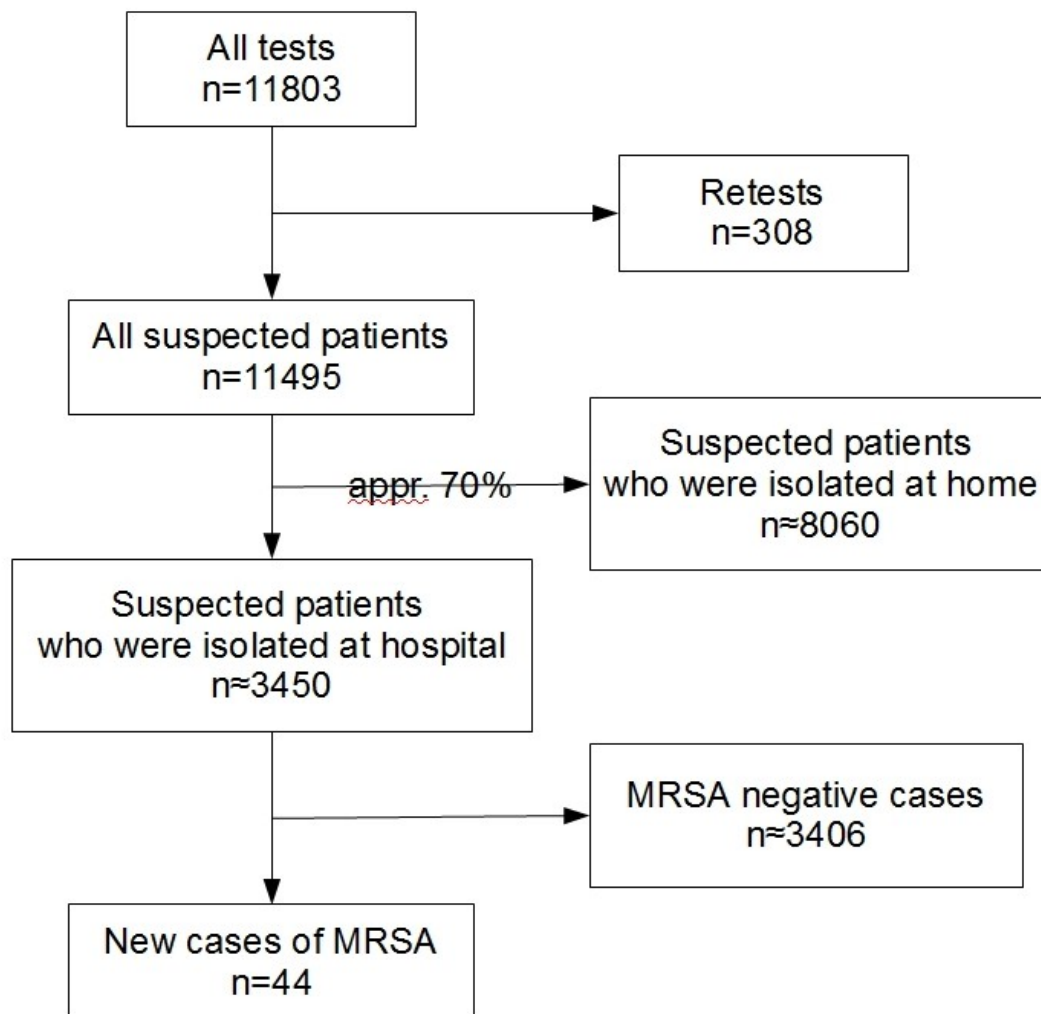 All tests
n=11803
Retests
n=308
All suspected patients
n=11495
appr. 70%
Suspected patients
who were isolated at home
n≈8060
Suspected patients
who were isolated at hospital
n≈3450
MRSA negative cases
n≈3406
New cases of MRSA
n=44